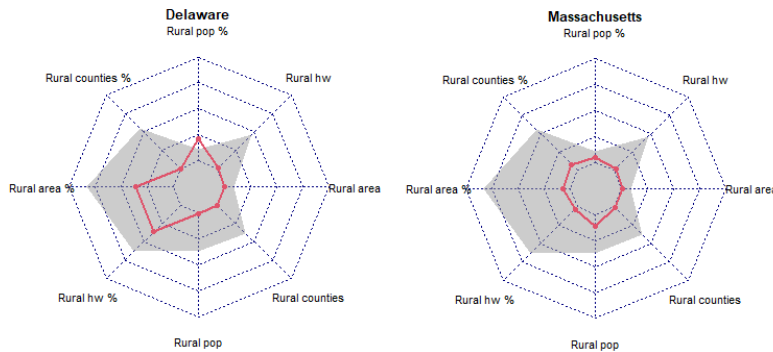 Delaware
Rural pop %
Rural counties %
Rural hw
Rural area %
Rural area
Rural hw %
Rural counties
Rural pop
Massachusetts
Rural pop %
Rural counties %
Rural hw
Rural area %
Rural area
Rural hw %
Rural counties
Rural pop